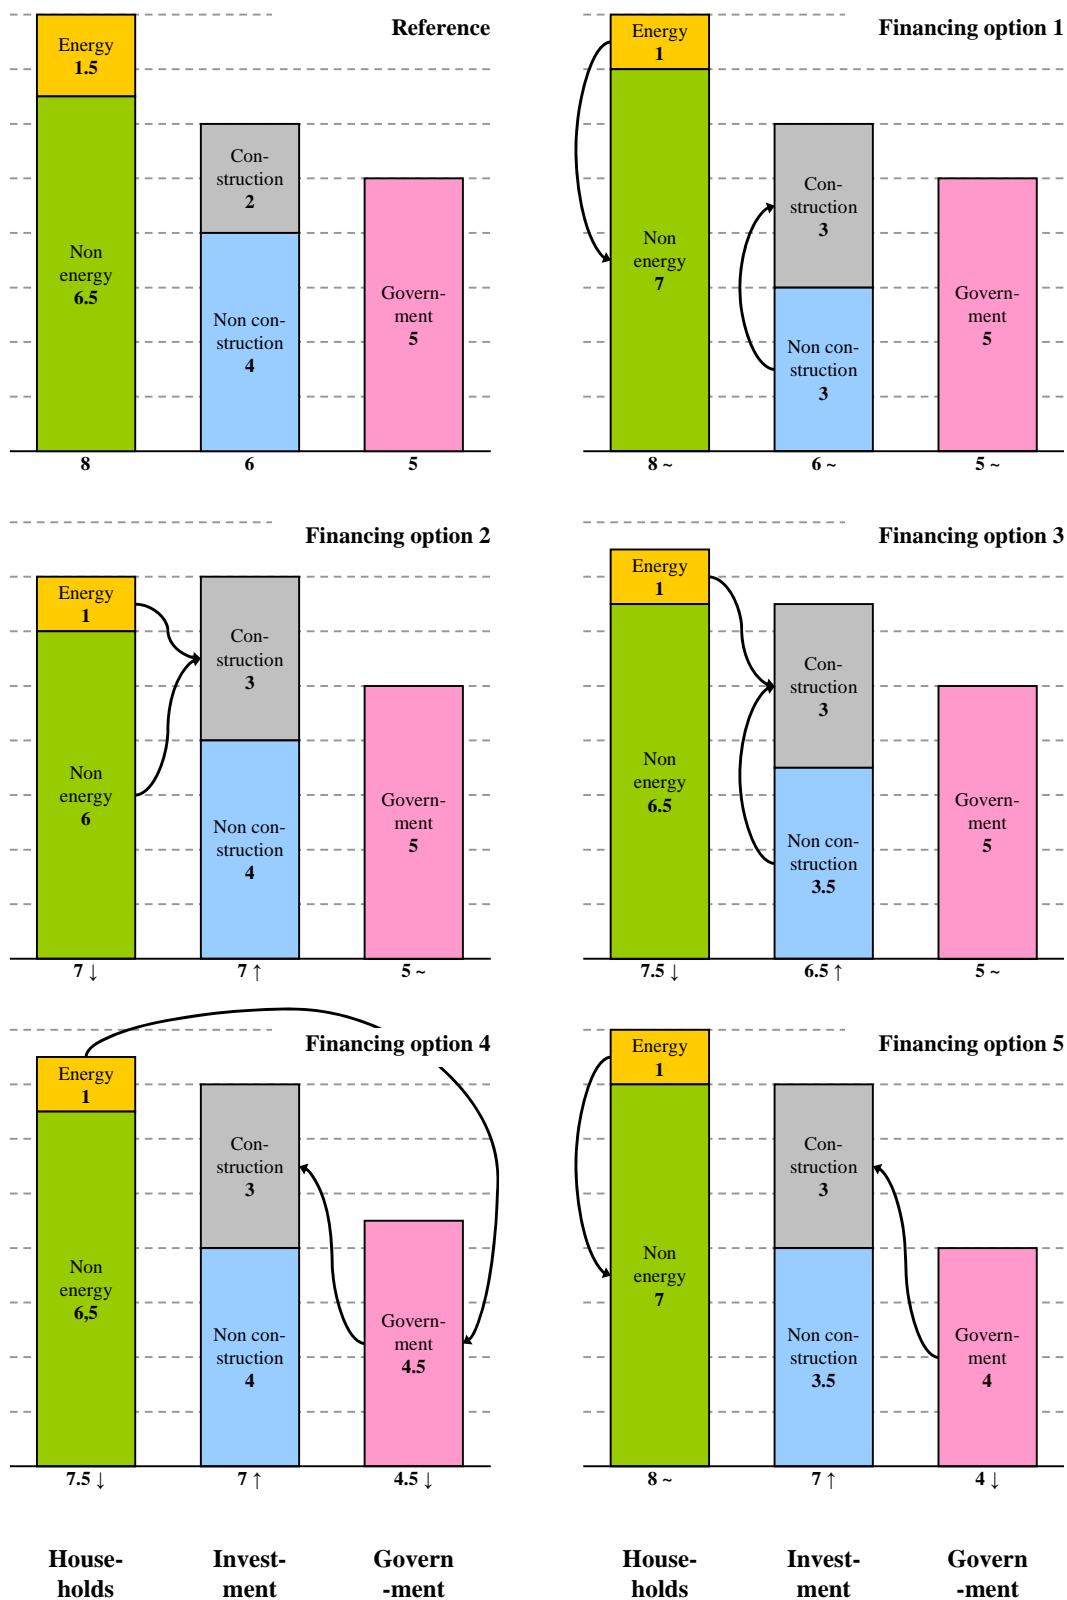 Reference
Energy
1.5
Non
energy
6.5
Con-
struction
2
Non con-
struction
4
Govern-
ment
5
8
6
5
Financing option 1
Energy
1
Non
energy
7
Con-
struction
3
Non con-
struction
3
Govern-
ment
5
8 ~
6 ~
5 ~
Financing option 2
Energy
1
Non
energy
6
Con-
struction
3
Non con-
struction
4
Govern-
ment
5
7 ↓
7 ↑
5 ~
Financing option 3
Energy
1
Non
energy
6.5
Con-
struction
3
Non con-
struction
3.5
Govern-
ment
5
7.5 ↓
6.5 ↑
5 ~
Financing option 4
Energy
1
Non
energy
6,5
Con-
struction
3
Non con-
struction
4
Govern-
ment
4.5
7.5 ↓
7 ↑
4.5 ↓
Financing option 5
Energy
1
Non
energy
7
Con-
struction
3
Non con-
struction
3.5
Govern-
ment
4
8 ~
7 ↑
4 ↓
House-
holds
Invest-
ment
Govern
-ment
House-
holds
Invest-
ment
Govern
-ment